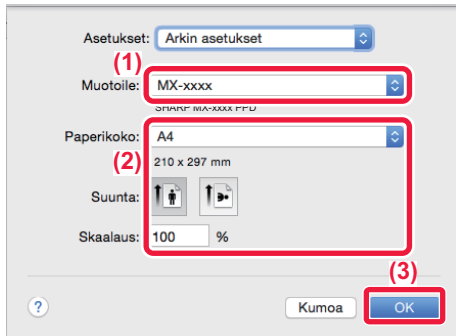 Asetukset: Arkin asetukset
(1)
Muotoile: MX-xxxx
SHARP MX-xxxx PPD
Paperikoko: A4
(2) 210 x 297 mm
Suunta:
Skaalaus: 100 %
(3)
? Kumoa OK